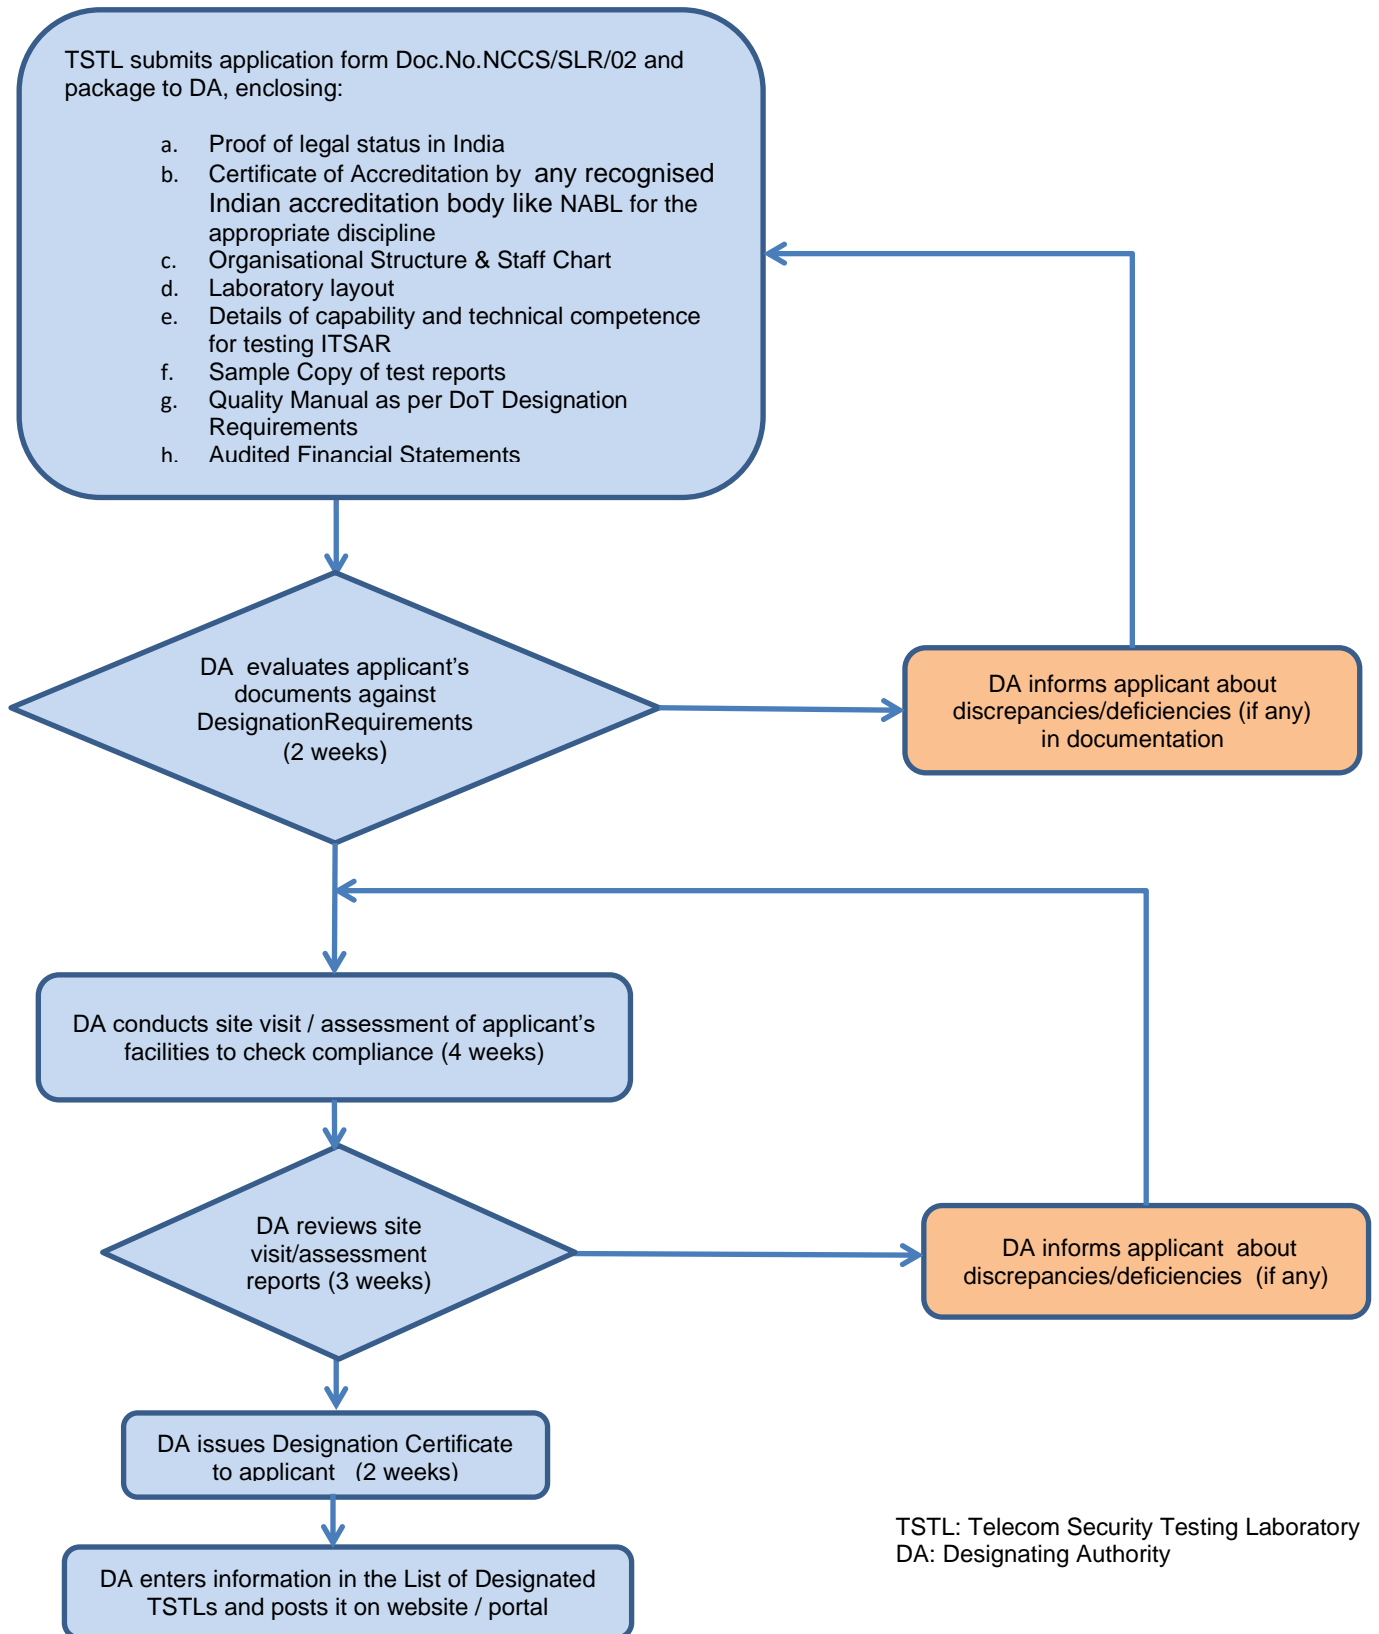 TSTL submits application form Doc.No.NCCS/SLR/02 and
package to DA, enclosing:
a. Proof of legal status in India
b. Certificate of Accreditation by any recognised
Indian accreditation body like NABL for the
appropriate discipline
c. Organisational Structure & Staff Chart
d. Laboratory layout
e. Details of capability and technical competence
for testing ITSAR
f. Sample Copy of test reports
g. Quality Manual as per DoT Designation
Requirements
h. Audited Financial Statements
DA evaluates applicant’s
documents against
DesignationRequirements
(2 weeks)
DA informs applicant about
discrepancies/deficiencies (if any)
in documentation
DA conducts site visit / assessment of applicant’s
facilities to check compliance (4 weeks)
DA reviews site
visit/assessment
reports (3 weeks)
DA informs applicant about
discrepancies/deficiencies (if any)
DA issues Designation Certificate
to applicant (2 weeks)
TSTL: Telecom Security Testing Laboratory
DA: Designating Authority
DA enters information in the List of Designated
TSTLs and posts it on website / portal